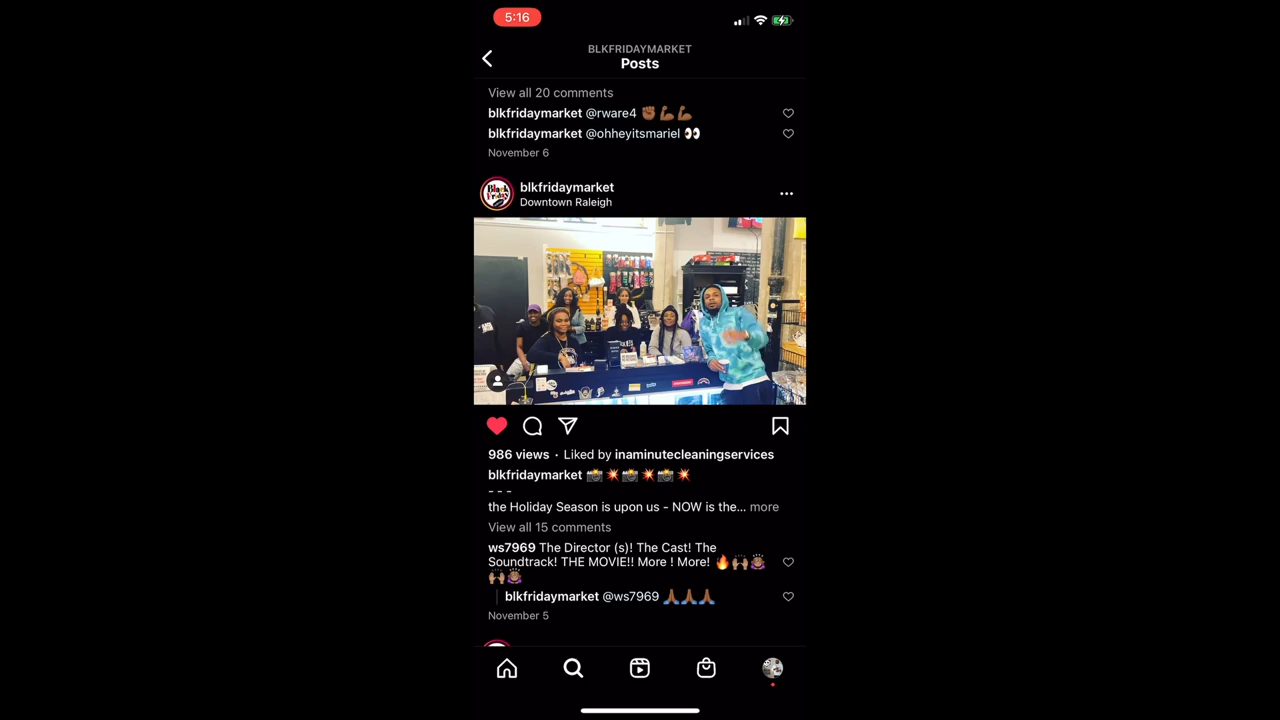 5:16
BLKFRIDAYMARKET
Posts
View all 20 comments
blkfridaymarket @rware4 ✊🏾💪🏾💪🏾
blkfridaymarket @ohheyitsmariel 👀
November 6
Black
Friday
blkfridaymarket
Downtown Raleigh
986 views · Liked by inaminutecleaningservices
blkfridaymarket 📸💥📸💥📸💥
- - -
the Holiday Season is upon us - NOW is the... more
View all 15 comments
ws7969 The Director (s)! The Cast! The
Soundtrack! THE MOVIE!! More ! More! 🔥🙌🏽🤷🏽‍♀️
🙌🏽🤷🏽‍♀️
blkfridaymarket @ws7969 🙏🏾🙏🏾🙏🏾
November 5